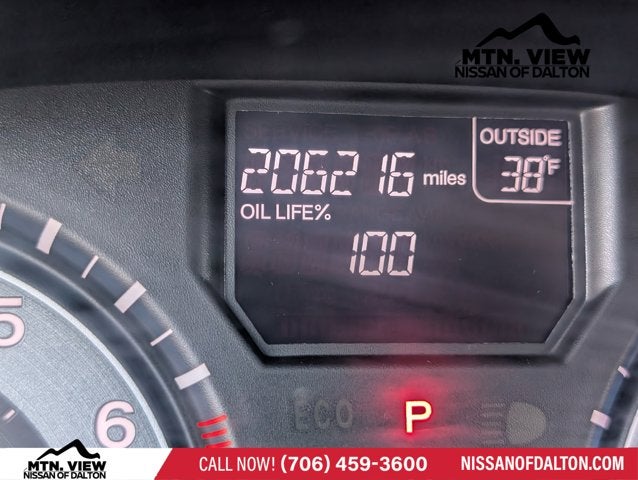 MTN. VIEW
NISSAN OF DALTON
OUTSIDE
206216 miles 38°F
OIL LIFE%
100
5
6
ECO
P
MTN. VIEW
NISSAN OF DALTON
CALL NOW! (706) 459-3600
NISSANOFDALTON.COM